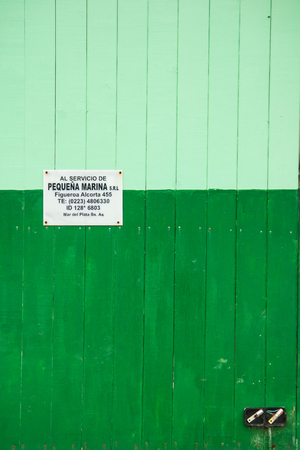 AL SERVICIO DE
PEQUEÑA MARINA S.R.L
Figueroa Alcorta 455
TE: (0223) 4806330
ID 128* 6803
Mar del Plata Bs. As